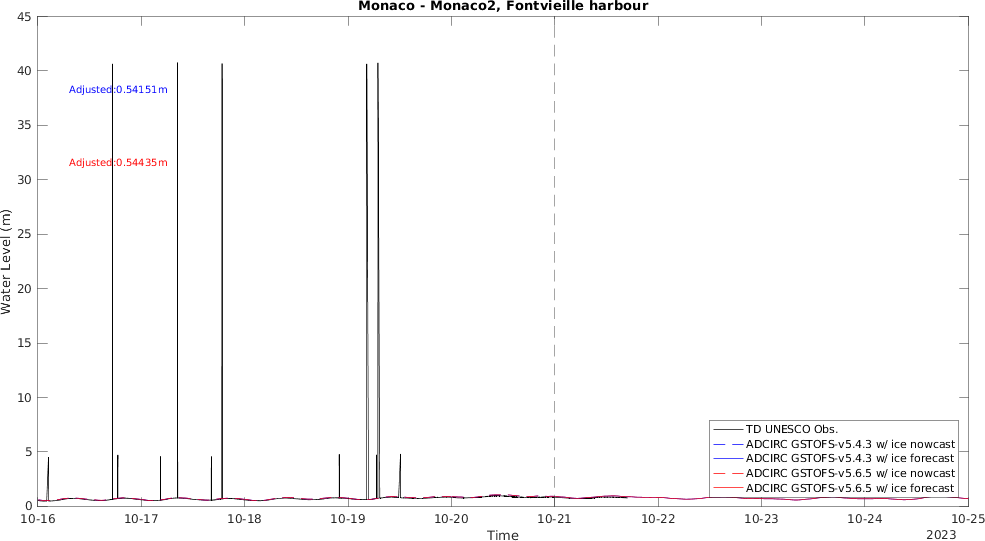 Monaco - Monaco2, Fontvieille harbour
45
40
35
30
25
20
15
10
5
0
Water Level (m)
Adjusted:0.54151m
Adjusted:0.54435m
TD UNESCO Obs.
ADCIRC GSTOFS-v5.4.3 w/ ice nowcast
ADCIRC GSTOFS-v5.4.3 w/ ice forecast
ADCIRC GSTOFS-v5.6.5 w/ ice nowcast
ADCIRC GSTOFS-v5.6.5 w/ ice forecast
10-16 10-17 10-18 10-19 10-20 10-21 10-22 10-23 10-24 10-25
Time
2023